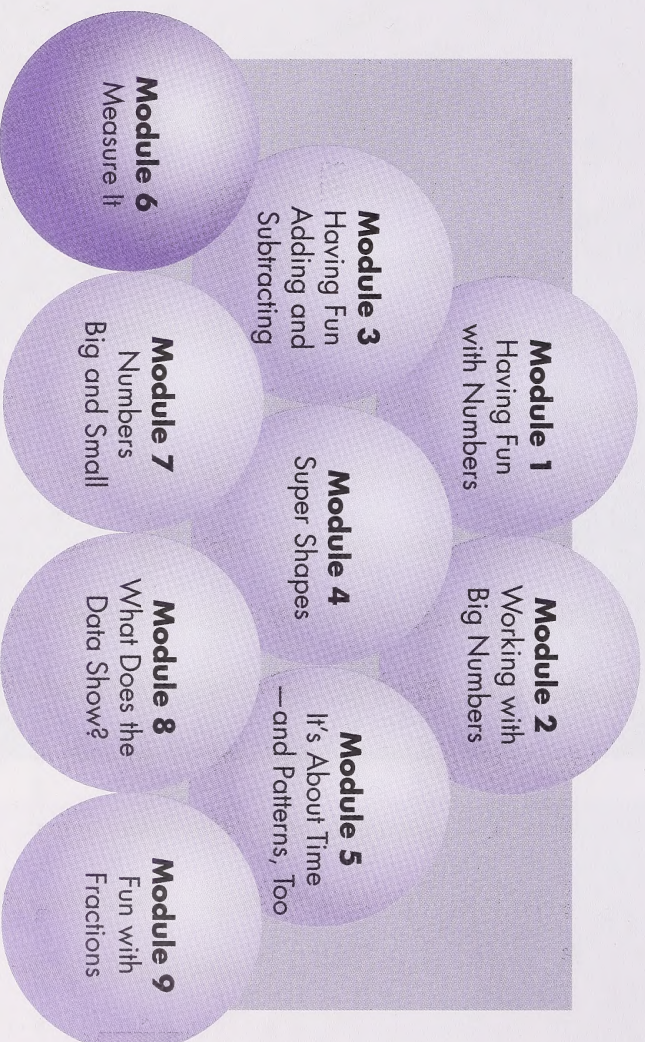 Module 1
Having Fun
with Numbers
Module 2
Working with
Big Numbers
Module 3
Having Fun
Adding and
Subtracting
Module 4
Super Shapes
Module 5
It's About Time
—and Patterns, Too
Module 6
Measure It
Module 7
Numbers
Big and Small
Module 8
What Does the
Data Show?
Module 9
Fun with
Fractions